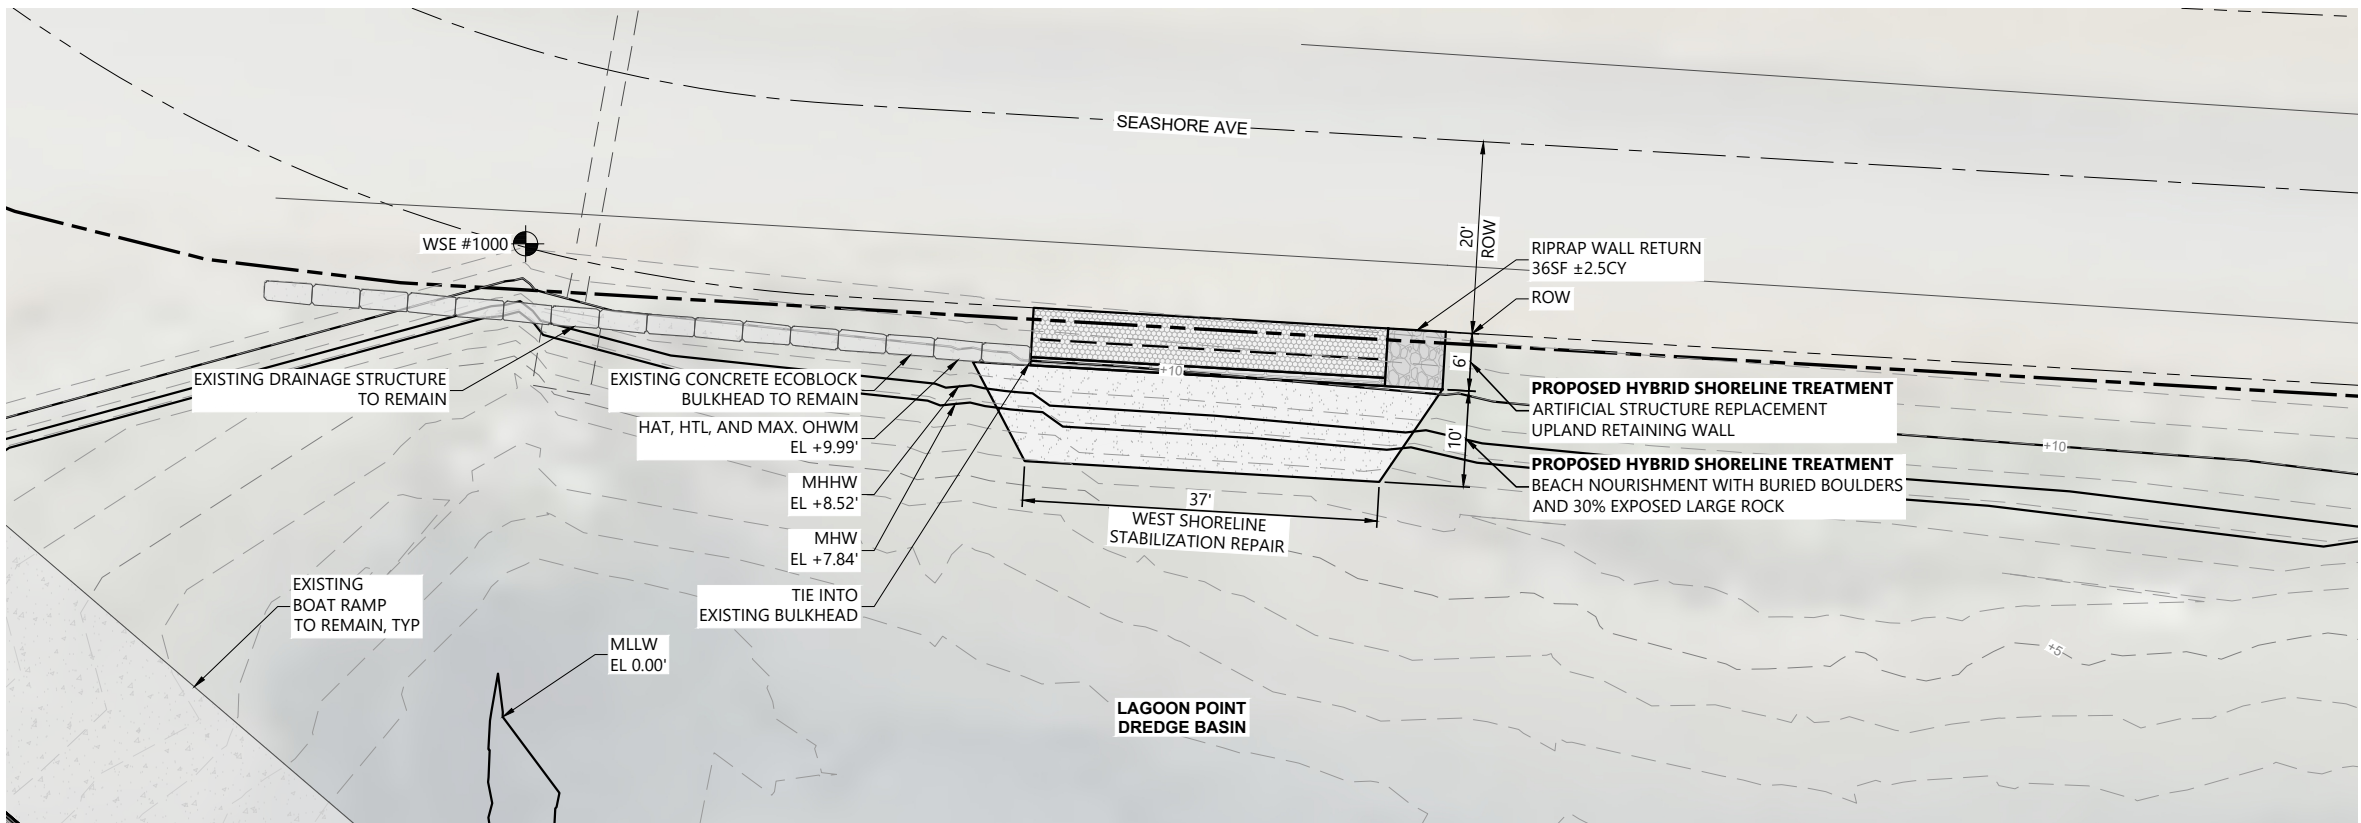 SEASHORE AVE
WSE #1000
20'
ROW
RIPRAP WALL RETURN
36SF ±2.5CY
ROW
EXISTING DRAINAGE STRUCTURE
TO REMAIN
EXISTING CONCRETE ECOBLOCK
BULKHEAD TO REMAIN
+10
6'
PROPOSED HYBRID SHORELINE TREATMENT
ARTIFICIAL STRUCTURE REPLACEMENT
UPLAND RETAINING WALL
HAT, HTL, AND MAX. OHWM
EL +9.99'
10'
+10
PROPOSED HYBRID SHORELINE TREATMENT
BEACH NOURISHMENT WITH BURIED BOULDERS
AND 30% EXPOSED LARGE ROCK
MHHW
EL +8.52'
37'
WEST SHORELINE
STABILIZATION REPAIR
MHW
EL +7.84'
EXISTING
BOAT RAMP
TO REMAIN, TYP
TIE INTO
EXISTING BULKHEAD
MLLW
EL 0.00'
+5
LAGOON POINT
DREDGE BASIN